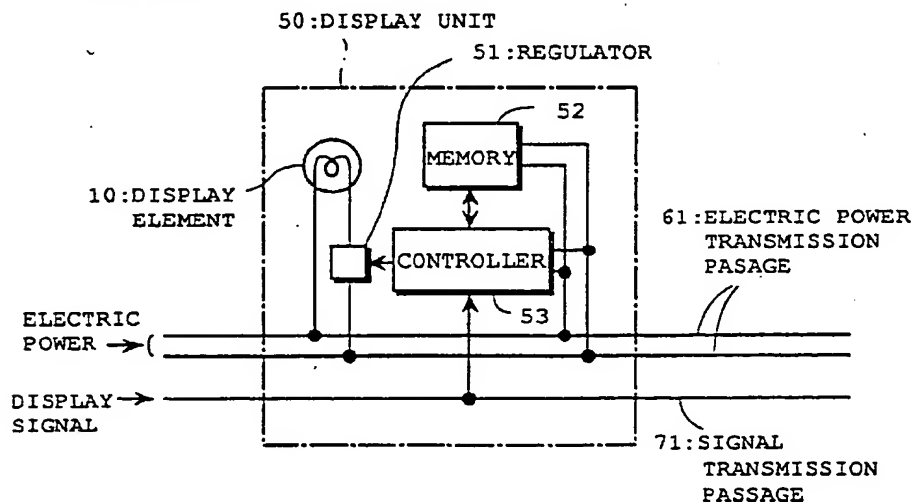 50:DISPLAY UNIT
51:REGULATOR
52
MEMORY
10:DISPLAY
ELEMENT
61:ELECTRIC POWER
TRANSMISSION
PASAGE
CONTROLLER
53
ELECTRIC
POWER
DISPLAY
SIGNAL
71:SIGNAL
TRANSMISSION
PASSAGE